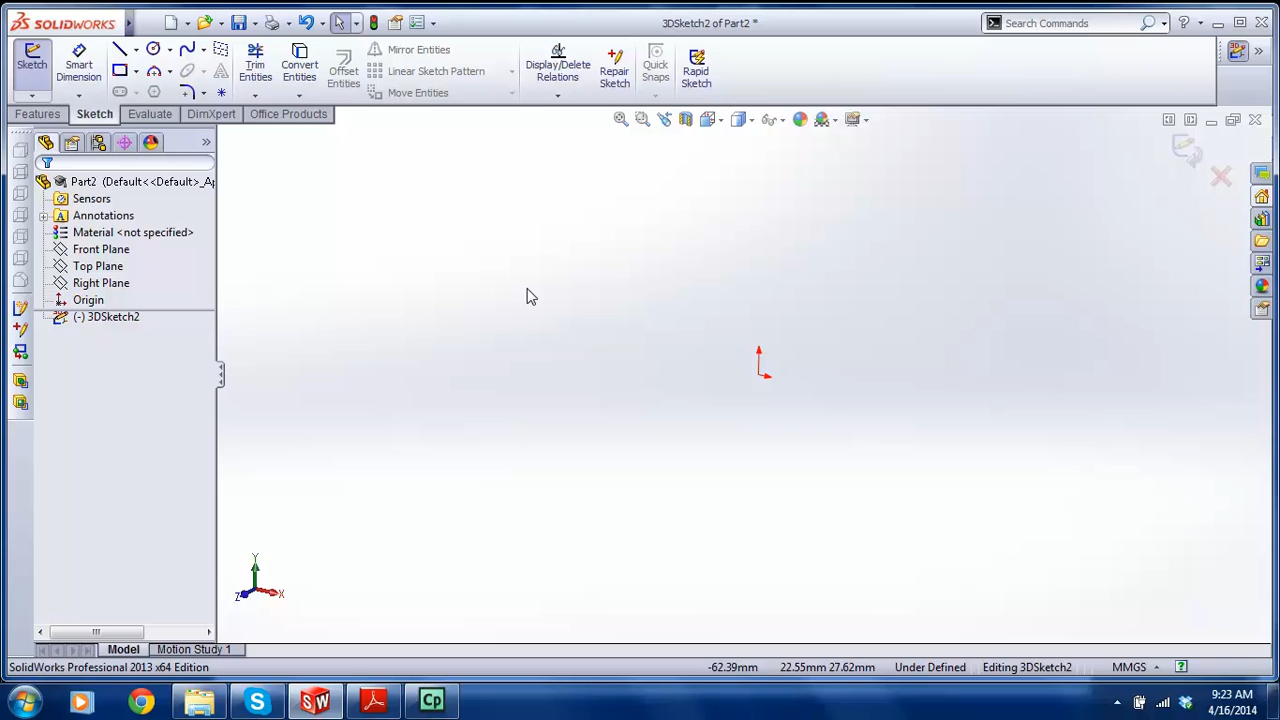 SOLIDWORKS
3DSketch2 of Part2 *
Search Commands
Sketch
Smart Dimension
Trim Entities
Convert Entities
Offset Entities
Mirror Entities
Linear Sketch Pattern
Move Entities
Display/Delete Relations
Repair Sketch
Quick Snaps
Rapid Sketch
Features
Sketch
Evaluate
DimXpert
Office Products
Part2 (Default<<Default>_Ap
Sensors
Annotations
Material <not specified>
Front Plane
Top Plane
Right Plane
Origin
(-) 3DSketch2
Y
Z
X
Model
Motion Study 1
SolidWorks Professional 2013 x64 Edition
-62.39mm
22.55mm 27.62mm
Under Defined
Editing 3DSketch2
MMGS
9:23 AM
4/16/2014